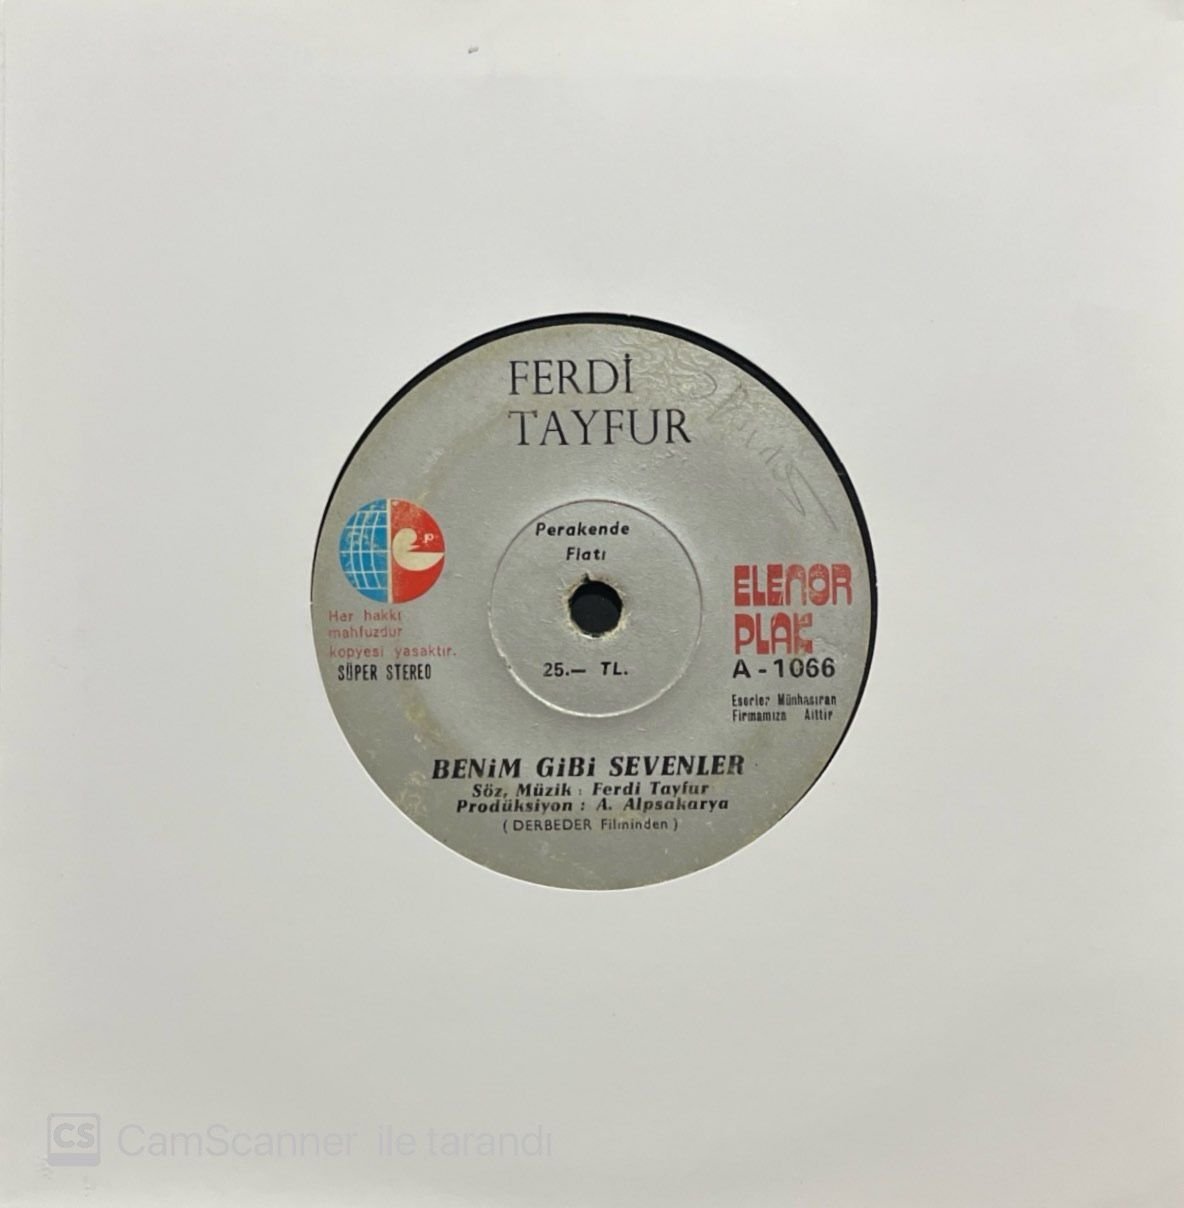 FERDİ
TAYFUR
Perakende
Fiatı
25.— TL.
Her hakkı
mahfuzdur
kopyesi yasaktır.
SÜPER STEREO
ELENOR
PLAK
A - 1066
Eserler Münhasıran
Firmamıza Aittir
BENiM GiBi SEVENLER
Söz, Müzik : Ferdi Tayfur
Prodüksiyon : A. Alpsakarya
( DERBEDER Filminden )
CS CamScanner ile tarandı